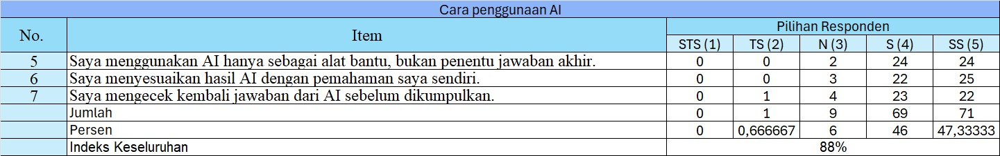 Cara penggunaan AI
No. Item Pilihan Responden
STS (1) TS (2) N (3) S (4) SS (5)
5 Saya menggunakan AI hanya sebagai alat bantu, bukan penentu jawaban akhir. 0 0 2 24 24
6 Saya menyesuaikan hasil AI dengan pemahaman saya sendiri. 0 0 3 22 25
7 Saya mengecek kembali jawaban dari AI sebelum dikumpulkan. 0 1 4 23 22
Jumlah 0 1 9 69 71
Persen 0 0,666667 6 46 47,33333
Indeks Keseluruhan 88%